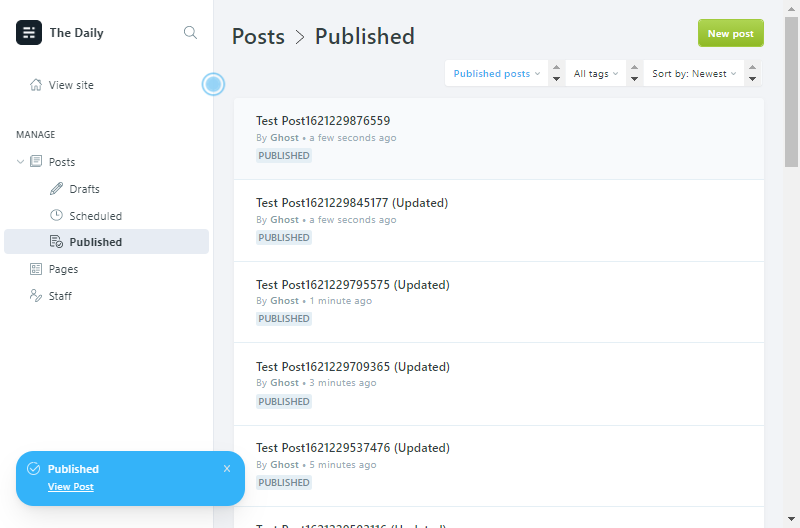 The Daily
View site
MANAGE
Posts
Drafts
Scheduled
Published
Pages
Staff
Published
View Post
Posts > Published
New post
Published posts
All tags
Sort by: Newest
Test Post1621229876559
By Ghost • a few seconds ago
PUBLISHED
Test Post1621229845177 (Updated)
By Ghost • a few seconds ago
PUBLISHED
Test Post1621229795575 (Updated)
By Ghost • 1 minute ago
PUBLISHED
Test Post1621229709365 (Updated)
By Ghost • 3 minutes ago
PUBLISHED
Test Post1621229537476 (Updated)
By Ghost • 5 minutes ago
PUBLISHED